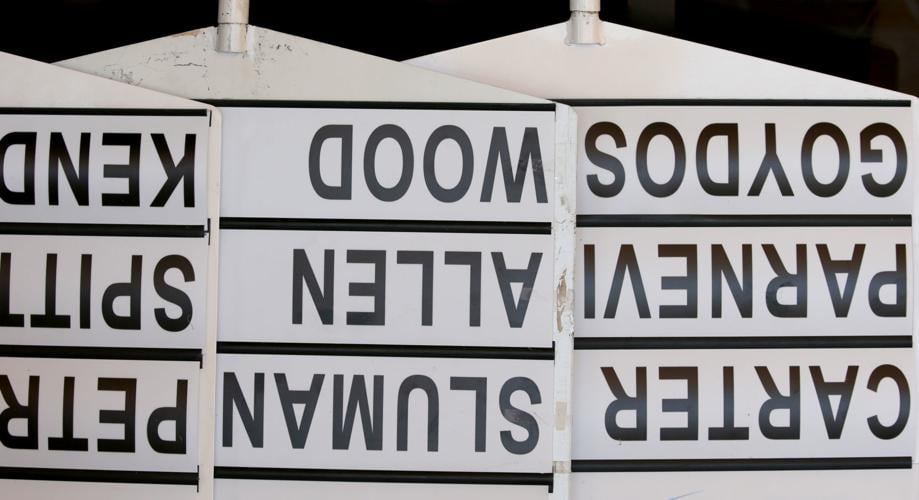 CARTER
PARNEVI
GOYDOS
SLUMAN
ALLEN
WOOD
PETR
SPITT
KEND